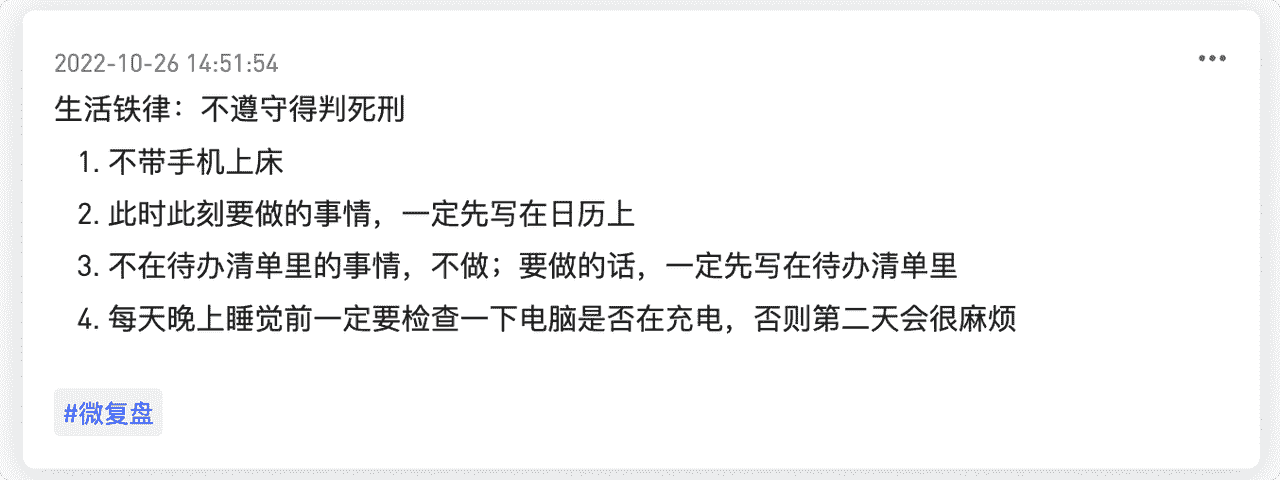 2022-10-26 14:51:54
生活铁律：不遵守得判死刑
1. 不带手机上床
2. 此时此刻要做的事情，一定先写在日历上
3. 不在待办清单里的事情，不做；要做的话，一定先写在待办清单里
4. 每天晚上睡觉前一定要检查一下电脑是否在充电，否则第二天会很麻烦
#微复盘